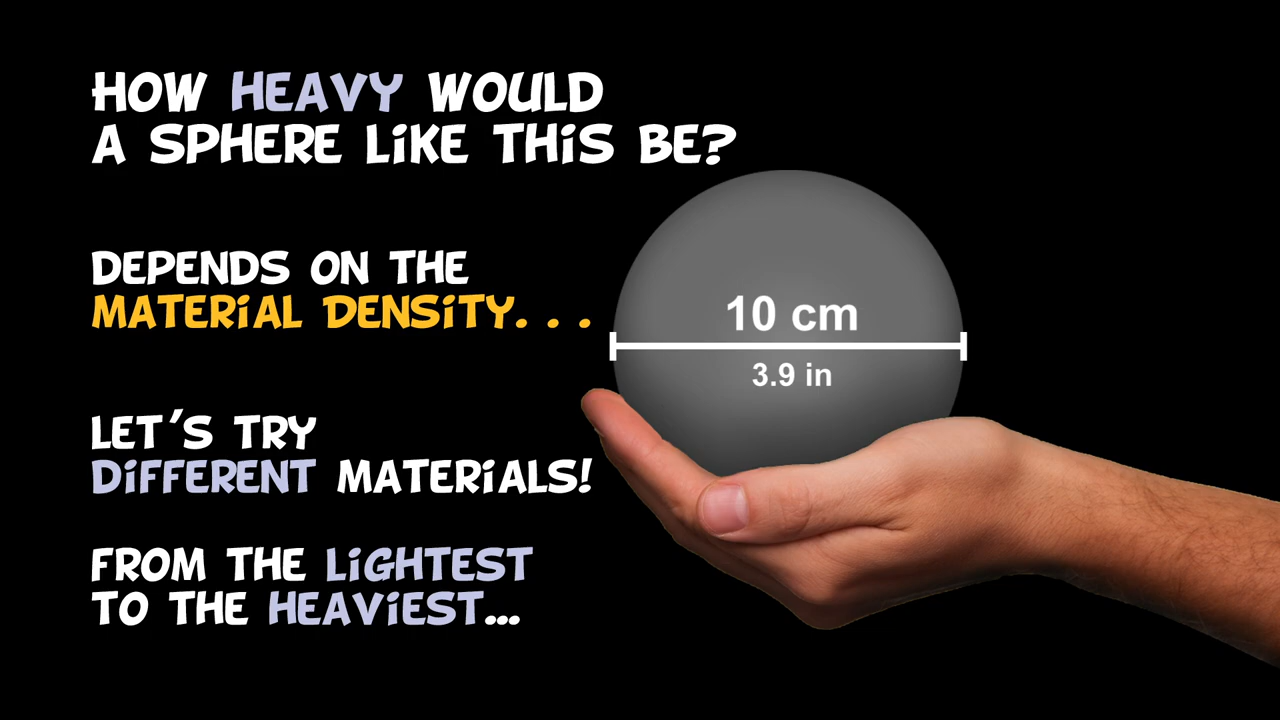 HOW HEAVY WOULD
A SPHERE LiKE THiS BE?
DEPENDS ON THE
MATERiAL DENSiTY. . .
10 cm
3.9 in
LET'S TRY
DiFFERENT MATERiALS!
FROM THE LiGHTEST
TO THE HEAViEST...